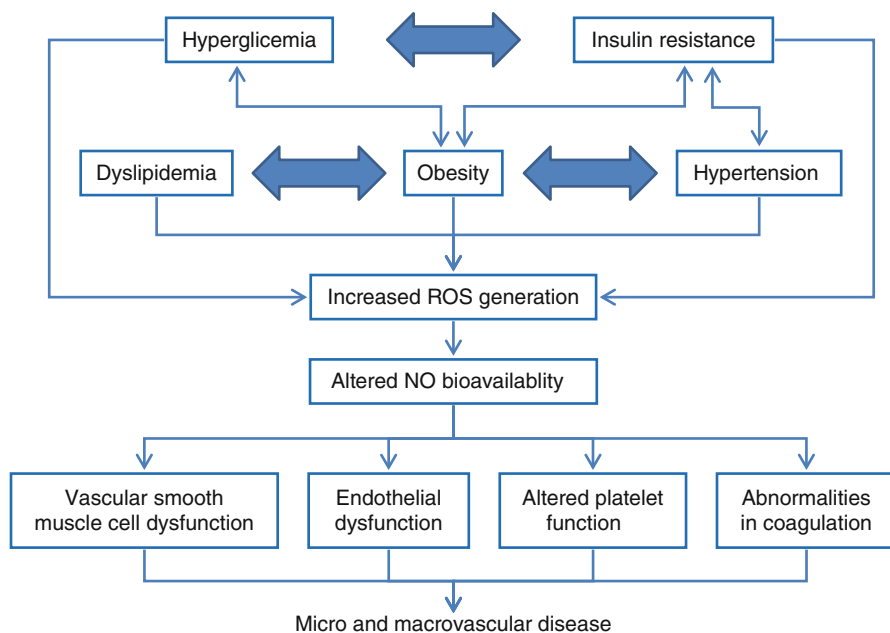 Hyperglicemia
Insulin resistance
Dyslipidemia
Obesity
Hypertension
Increased ROS generation
Altered NO bioavailablity
Vascular smooth
muscle cell dysfunction
Endothelial
dysfunction
Altered platelet
function
Abnormalities
in coagulation
Micro and macrovascular disease